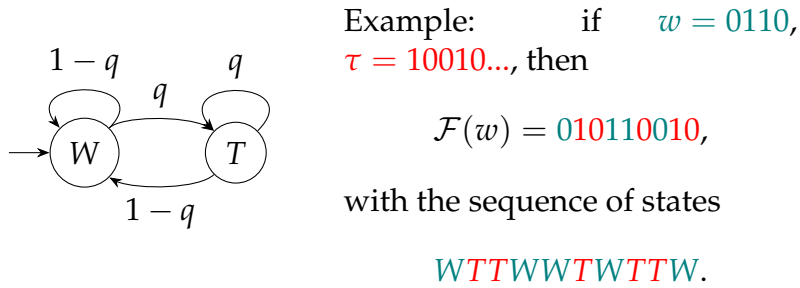 Example: if w = 0110,
τ = 10010..., then
1 − q
q
q
W
T
1 − q
ℱ(w) = 010110010,
with the sequence of states
WTTWWTWTTW.